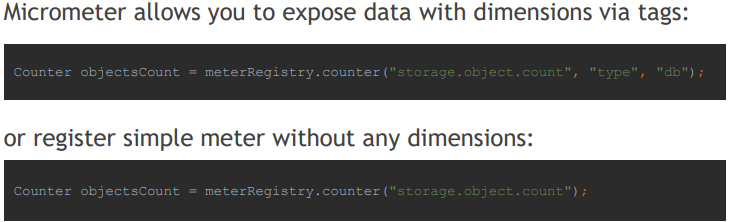 Micrometer allows you to expose data with dimensions via tags:
Counter objectsCount = meterRegistry.counter("storage.object.count", "type", "db");
or register simple meter without any dimensions:
Counter objectsCount = meterRegistry.counter("storage.object.count");